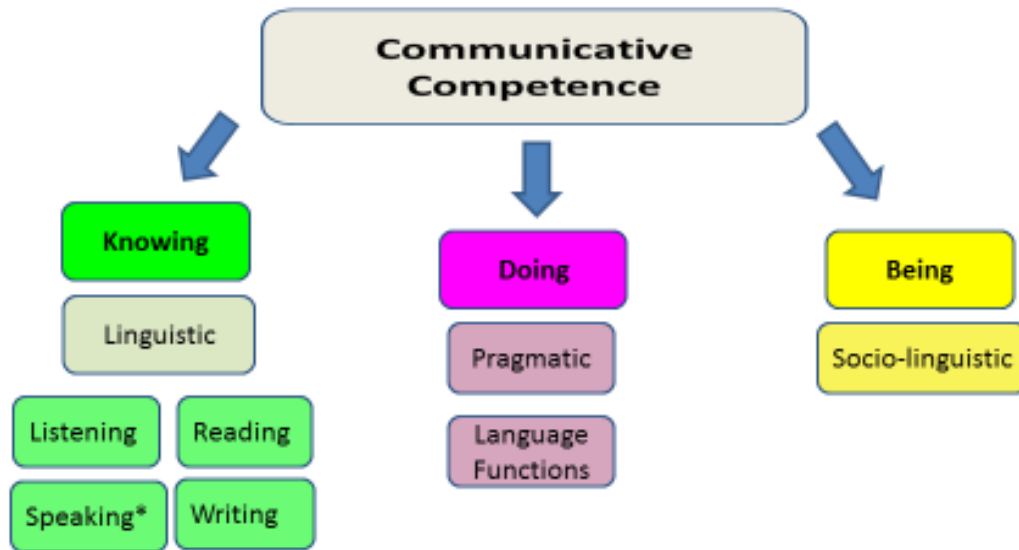 Communicative
Competence
Knowing
Doing
Being
Linguistic
Pragmatic
Socio-linguistic
Listening
Reading
Language
Functions
Speaking*
Writing